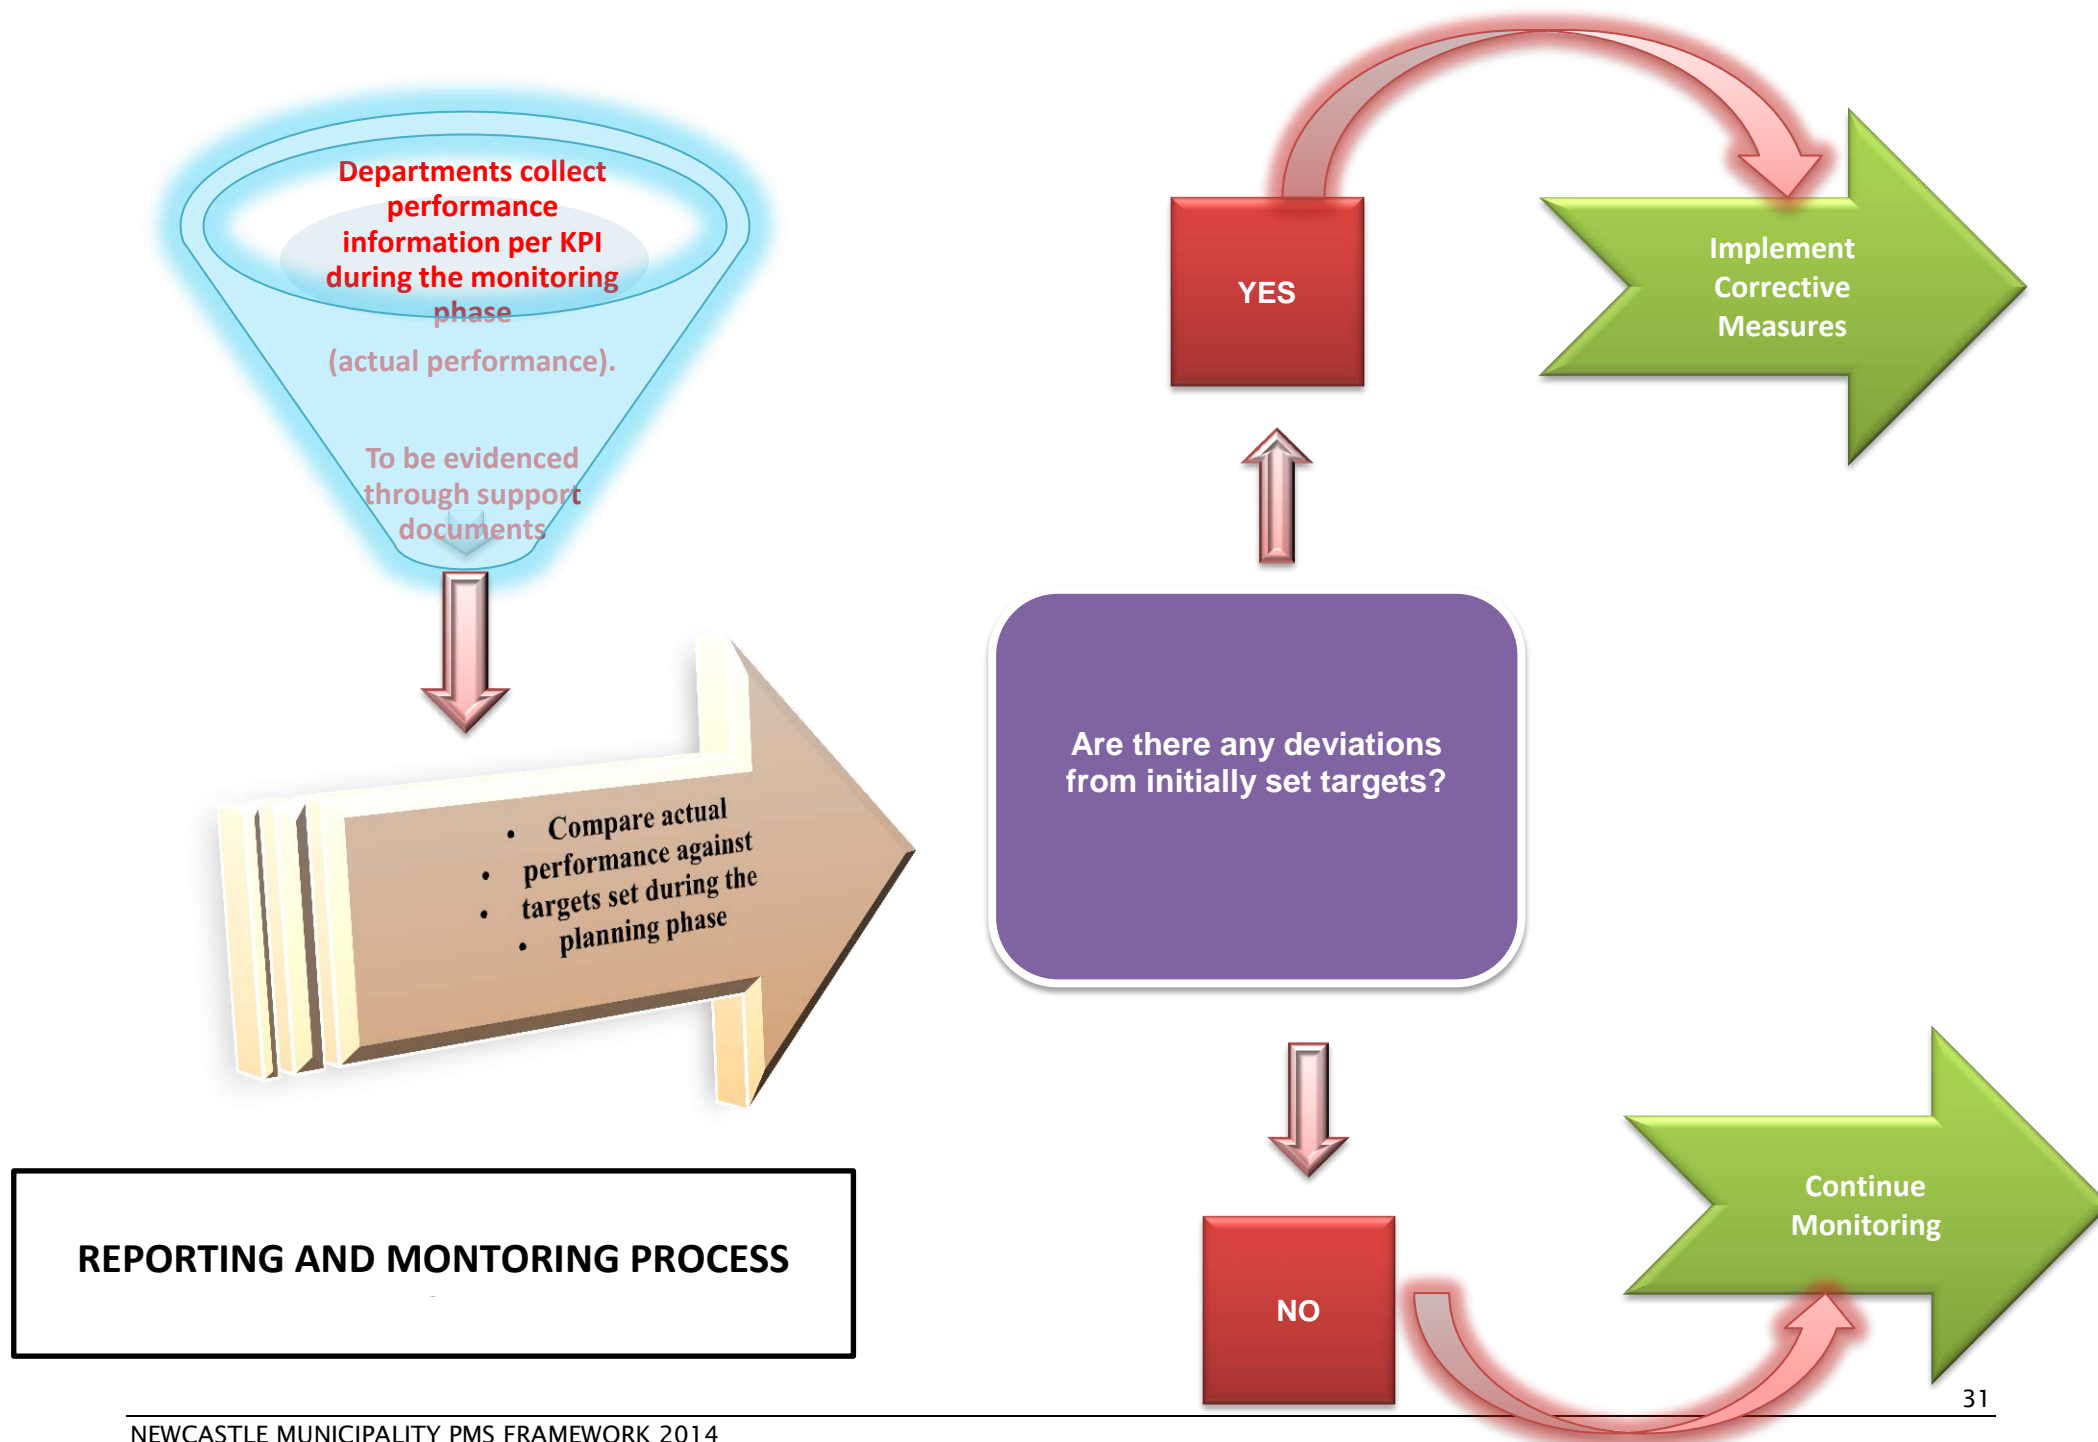 Departments collect
performance
information per KPI
during the monitoring
phase
(actual performance).
To be evidenced
through support
documents
• Compare actual
• performance against
• targets set during the
• planning phase
REPORTING AND MONTORING PROCESS
YES
Implement
Corrective
Measures
Are there any deviations
from initially set targets?
NO
Continue
Monitoring
31
NEWCASTLE MUNICIPALITY PMS FRAMEWORK 2014